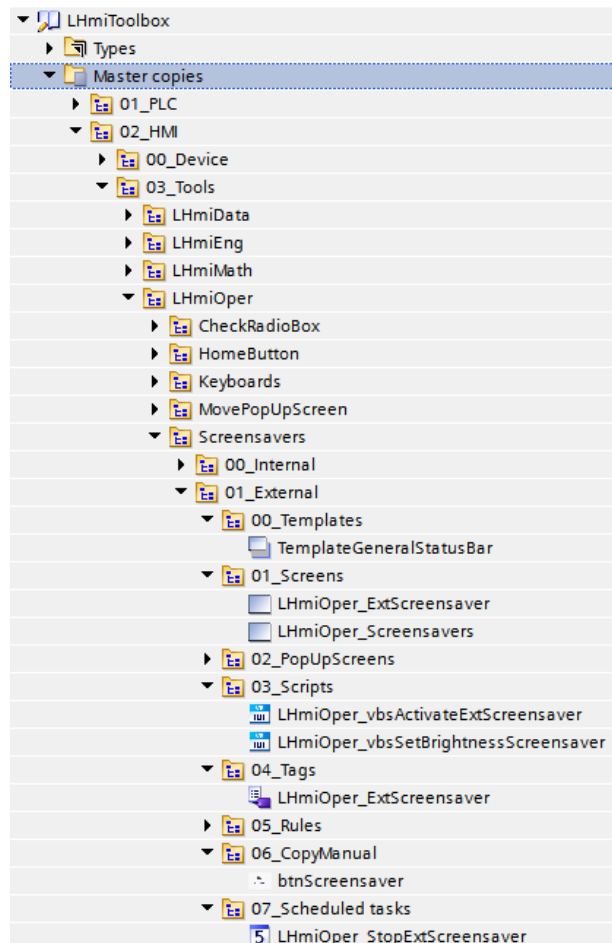 LHmiToolbox
Types
Master copies
01_PLC
02_HMI
00_Device
03_Tools
LHmiData
LHmiEng
LHmiMath
LHmiOper
CheckRadioBox
HomeButton
Keyboards
MovePopUpScreen
Screensavers
00_Internal
01_External
00_Templates
TemplateGeneralStatusBar
01_Screens
LHmiOper_ExtScreensaver
LHmiOper_Screensavers
02_PopUpScreens
03_Scripts
LHmiOper_vbsActivateExtScreensaver
LHmiOper_vbsSetBrightnessScreensaver
04_Tags
LHmiOper_ExtScreensaver
05_Rules
06_CopyManual
btnScreensaver
07_Scheduled tasks
LHmiOper_StopExtScreensaver